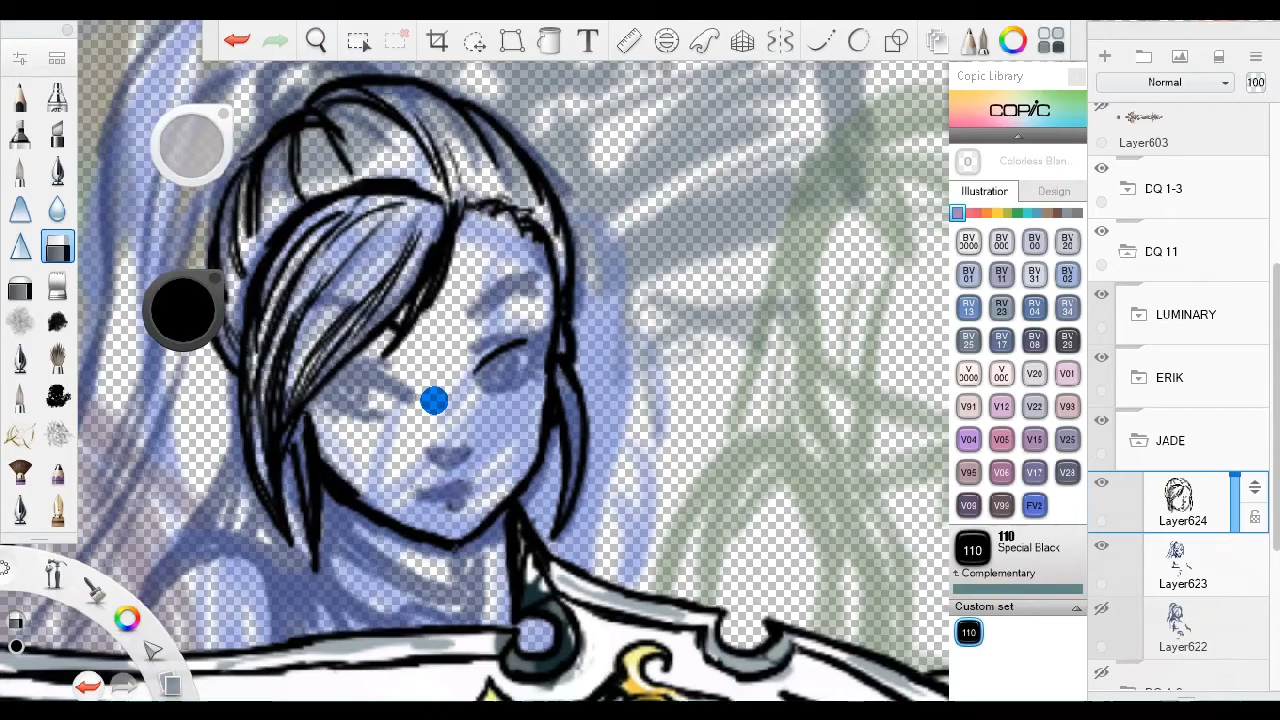 T
Copic Library
COPIC
0 Colorless Blen...
Illustration Design
BV 0000 BV 000 BV 00 BV 20
BV 01 BV 11 BV 31 BV 02
BV 13 BV 23 BV 04 BV 34
BV 25 BV 17 BV 08 BV 29
V 0000 V 000 V20 V01
V91 V12 V22 V93
V04 V05 V15 V25
V95 V06 V17 V28
V09 V99 FV2
110 110
Special Black
t. Complementary
Custom set
110
Normal 100
Layer603
DQ 1-3
DQ 11
LUMINARY
ERIK
JADE
Layer624
Layer623
Layer622